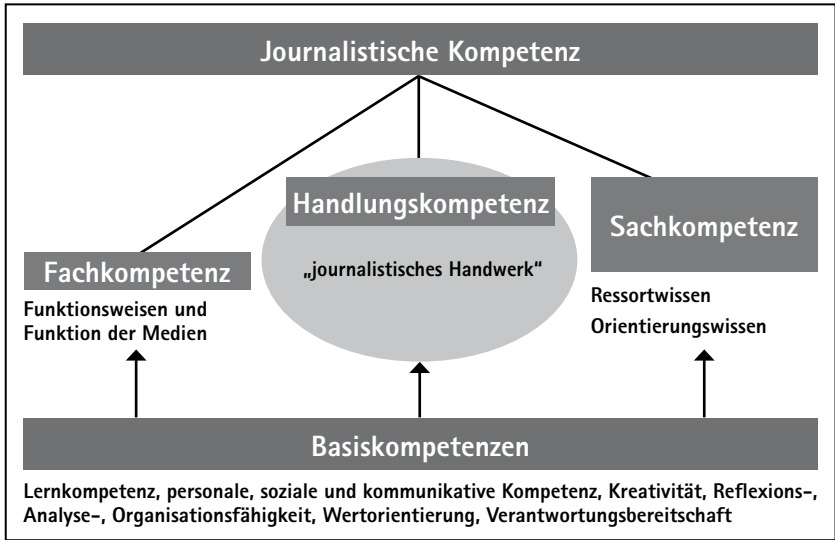 Journalistische Kompetenz
Handlungskompetenz
„journalistisches Handwerk“
Fachkompetenz
Funktionsweisen und
Funktion der Medien
Sachkompetenz
Ressortwissen
Orientierungswissen
Basiskompetenzen
Lernkompetenz, personale, soziale und kommunikative Kompetenz, Kreativität, Reflexions-,
Analyse-, Organisationsfähigkeit, Wertorientierung, Verantwortungsbereitschaft